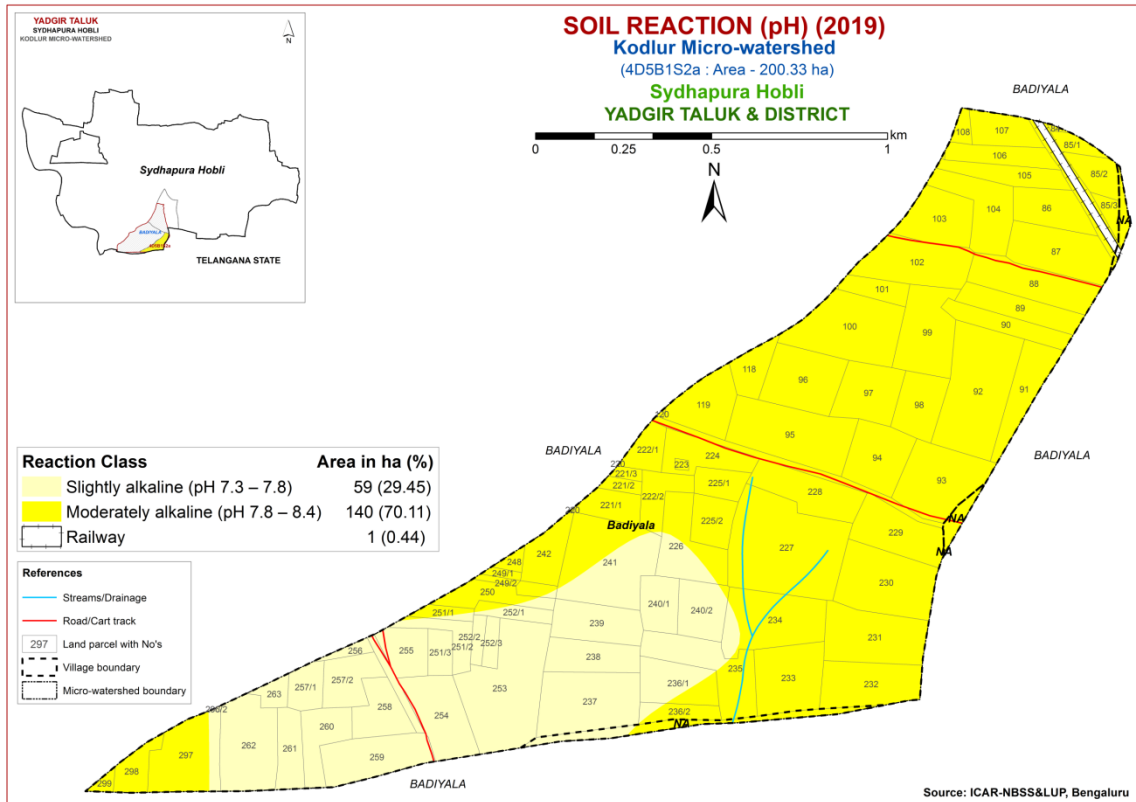 YADGIR TALUK
SYDHAPURA HOBLI
KODLUR MICRO-WATERSHED
N
Sydhapura Hobli
BADIYALA
4D5B1S2a
TELANGANA STATE
SOIL REACTION (pH) (2019)
Kodlur Micro-watershed
(4D5B1S2a : Area - 200.33 ha)
Sydhapura Hobli
YADGIR TALUK & DISTRICT
km
0 0.25 0.5 1
N
BADIYALA
108 107 85/1
106 85/2
105
85/3
103 104 86 NA
87
102
88
101
89
100 99 90
118 96 97 98 92 91
119
120
95
BADIYALA
94
93
BADIYALA
222/1 224
220 223
221/3
221/2 225/1
222/2 228
221/1
NA
225/2 229
Badiyala
226 227
NA
242 241
248
249/1
249/2
250
230
240/1 240/2
251/1 252/1
239 234
231
256 255 251/3 252/2 251/2 252/3
238
235
263 257/1 257/2
253
236/1 233 232
258 254 237
236/2
260
NA
262 261
259
297
298
299
BADIYALA
Reaction Class Area in ha (%)
Slightly alkaline (pH 7.3 – 7.8) 59 (29.45)
Moderately alkaline (pH 7.8 – 8.4) 140 (70.11)
Railway 1 (0.44)
References
Streams/Drainage
Road/Cart track
297 Land parcel with No's
Village boundary
Micro-watershed boundary
Source: ICAR-NBSS&LUP, Bengaluru